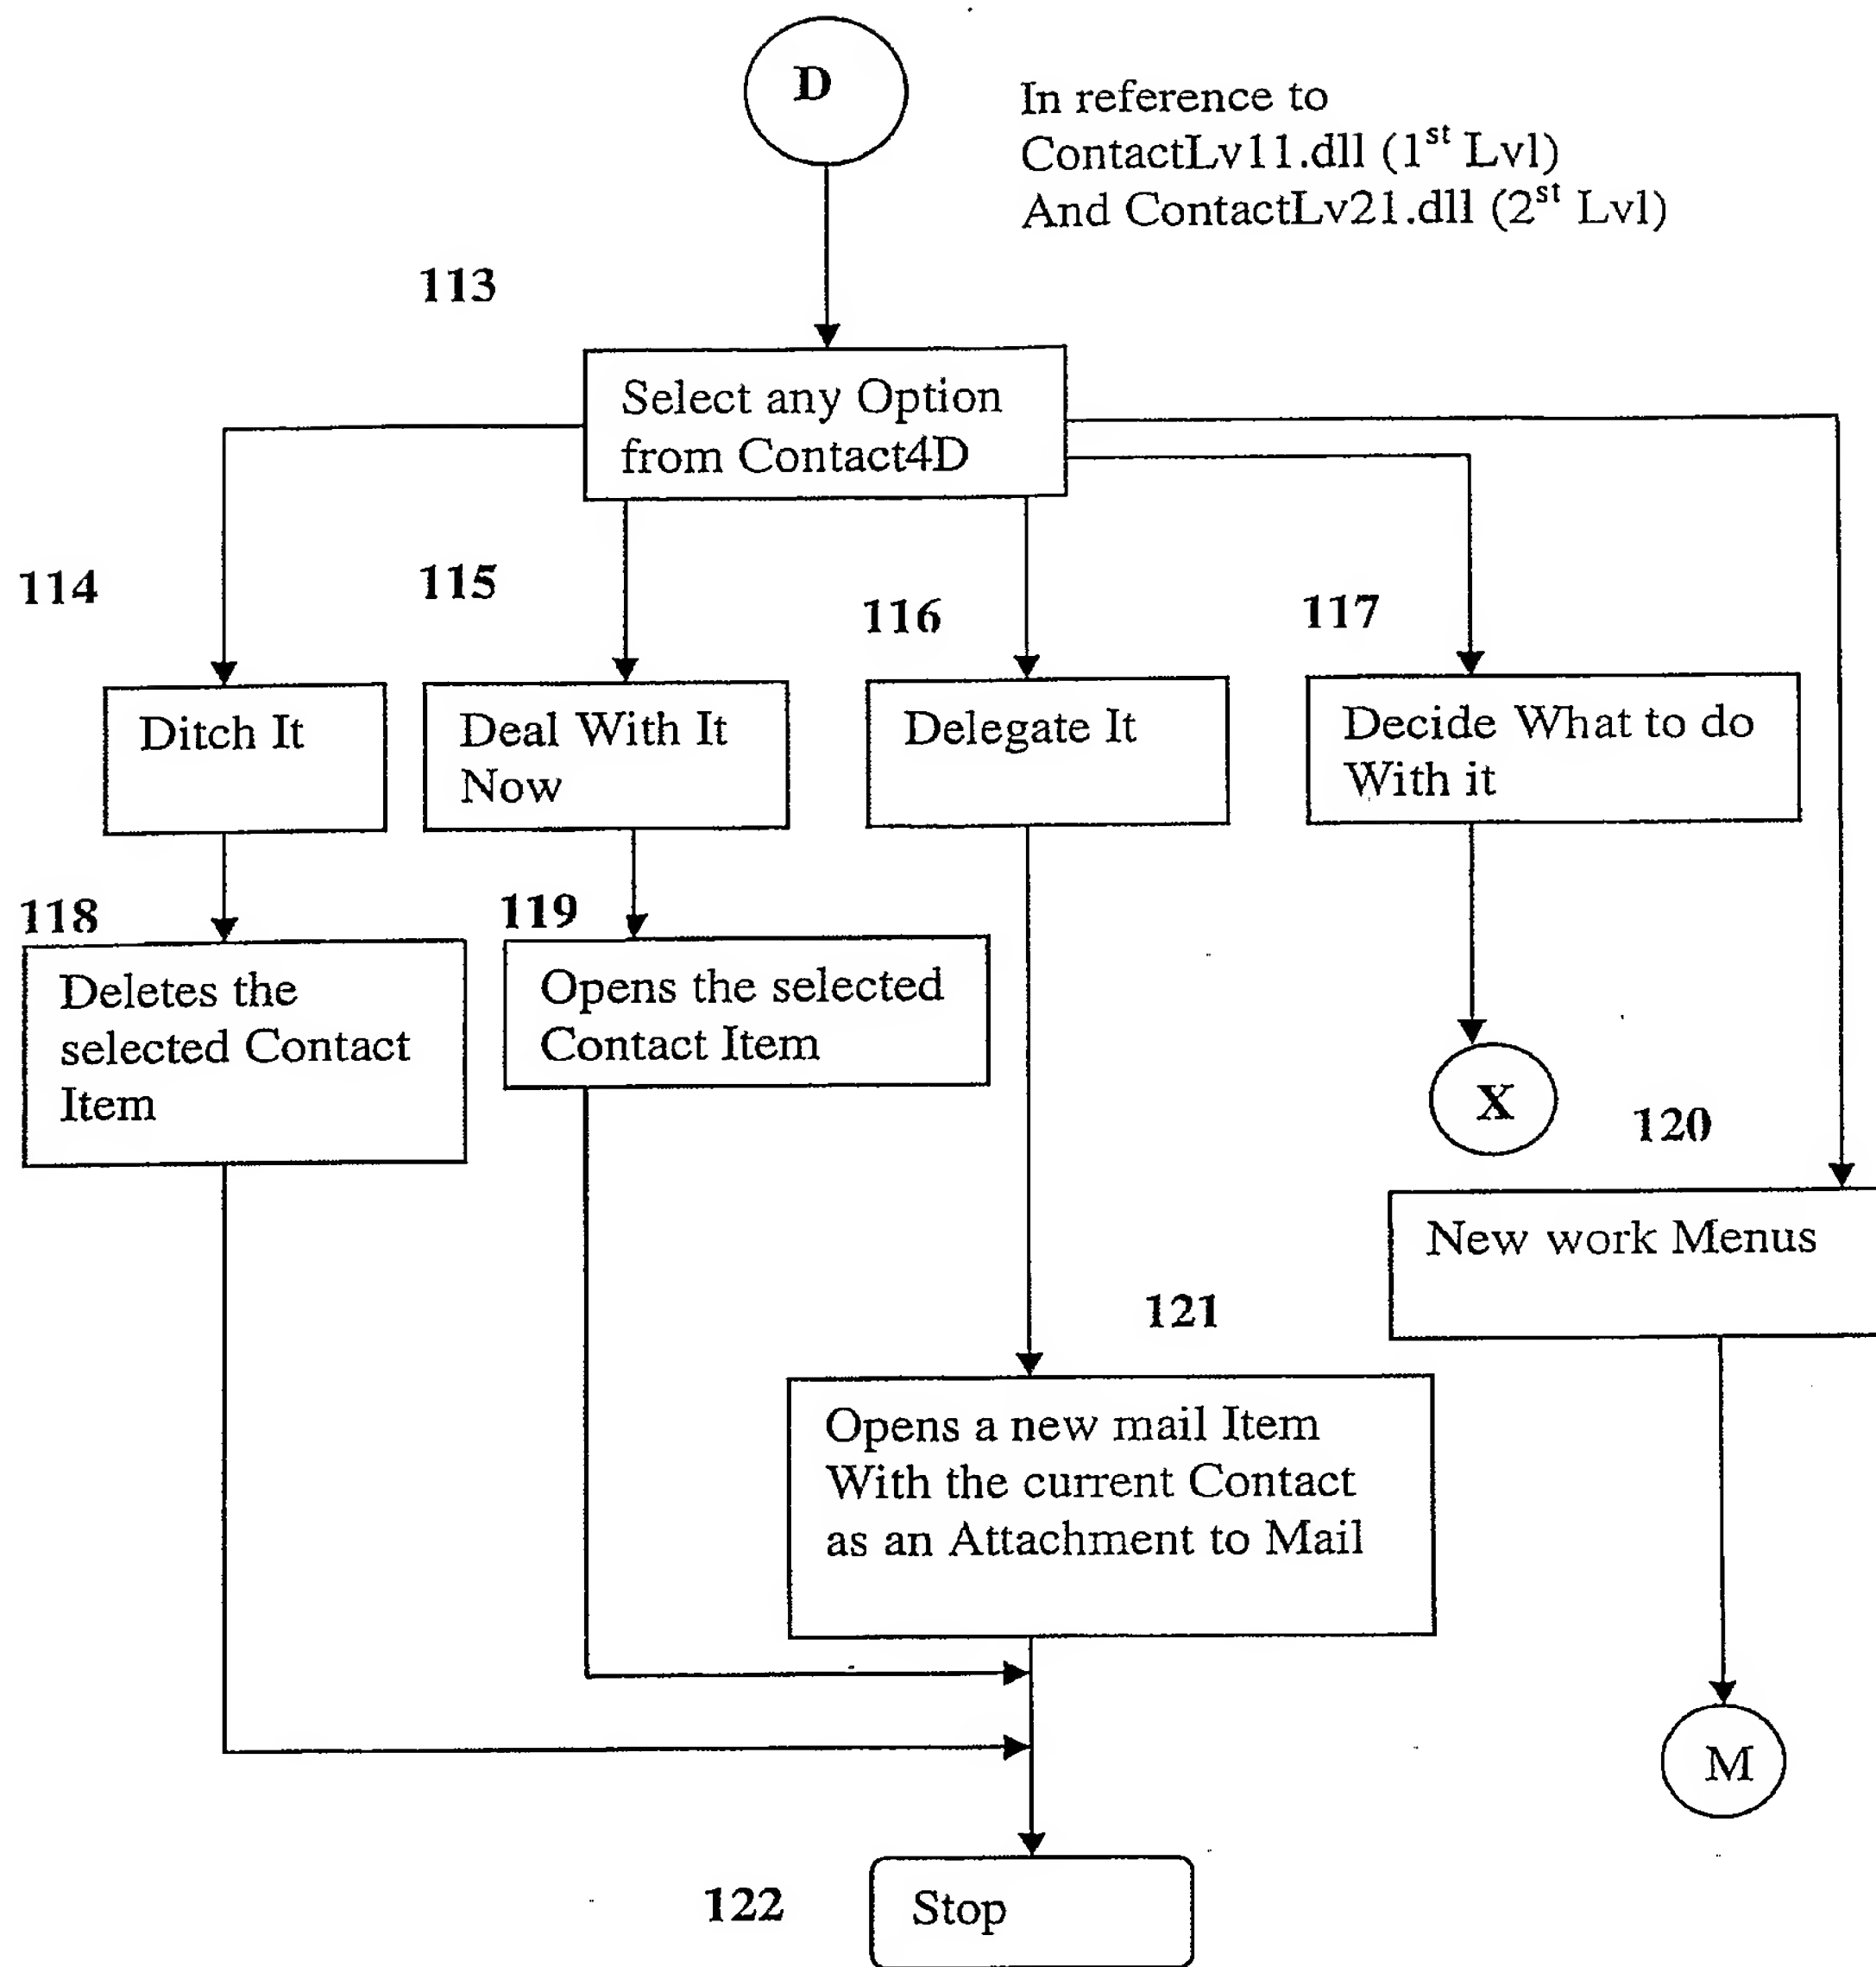 D
In reference to
ContactLv11.dll (1st Lvl)
And ContactLv21.dll (2st Lvl)
113
Select any Option
from Contact4D
114
115
116
117
Ditch It
Deal With It
Now
Delegate It
Decide What to do
With it
118
119
Deletes the
selected Contact
Item
Opens the selected
Contact Item
X
120
New work Menus
121
Opens a new mail Item
With the current Contact
as an Attachment to Mail
M
122
Stop